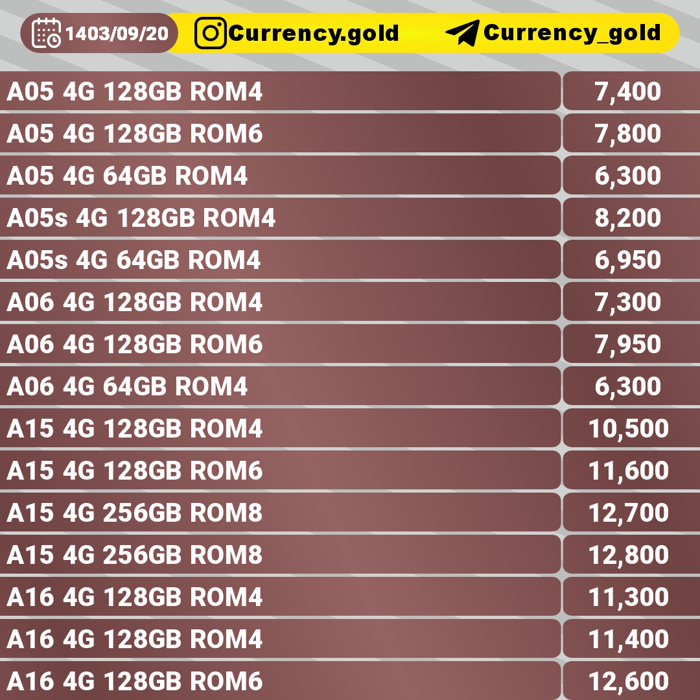 1403/09/20 Currency.gold Currency_gold
A05 4G 128GB ROM4 7,400
A05 4G 128GB ROM6 7,800
A05 4G 64GB ROM4 6,300
A05s 4G 128GB ROM4 8,200
A05s 4G 64GB ROM4 6,950
A06 4G 128GB ROM4 7,300
A06 4G 128GB ROM6 7,950
A06 4G 64GB ROM4 6,300
A15 4G 128GB ROM4 10,500
A15 4G 128GB ROM6 11,600
A15 4G 256GB ROM8 12,700
A15 4G 256GB ROM8 12,800
A16 4G 128GB ROM4 11,300
A16 4G 128GB ROM4 11,400
A16 4G 128GB ROM6 12,600